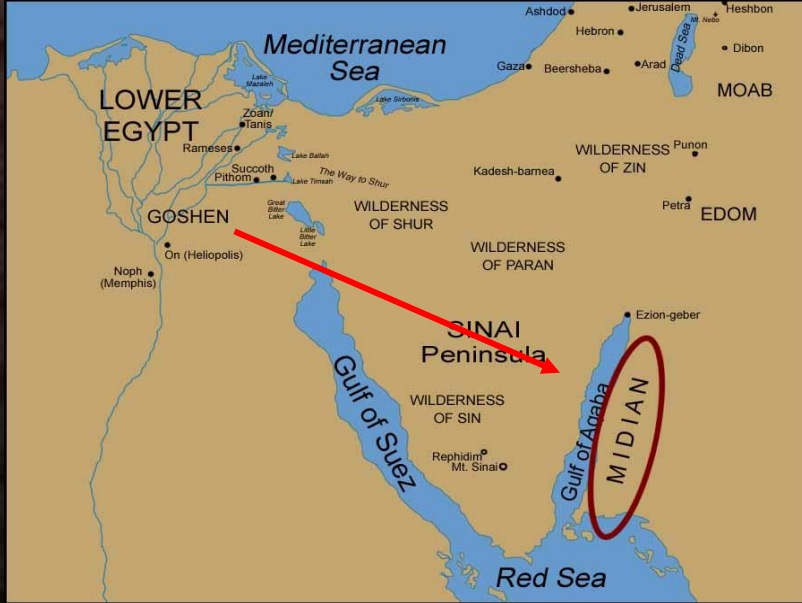 Ashdod
Jerusalem
Mt. Nebo
Heshbon
Hebron
Dead Sea
Dibon
Mediterranean
Sea
Gaza
Beersheba
Arad
MOAB
Lake
Mazaleh
Lake Sirbonis
LOWER
EGYPT
Zoan/
Tanis
Rameses
Lake Ballah
WILDERNESS
OF ZIN
Punon
Succoth
Pithom
Lake Timsah
The Way to Shur
Kadesh-barnea
Petra
EDOM
GOSHEN
Great
Bitter
Lake
Little
Bitter
Lake
WILDERNESS
OF SHUR
On (Heliopolis)
WILDERNESS
OF PARAN
Noph
(Memphis)
Ezion-geber
SINAI
Peninsula
Gulf of Suez
WILDERNESS
OF SIN
Gulf of Aqaba
MIDIAN
Rephidim
Mt. Sinai
Red Sea